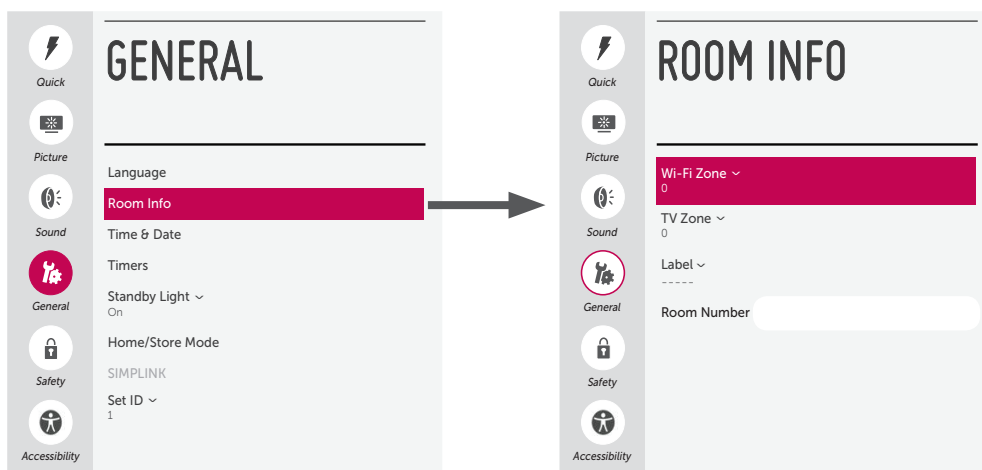 GENERAL
Quick
Picture
Sound
General
Safety
Accessibility
Language
Room Info
Time & Date
Timers
Standby Light
On
Home/Store Mode
SIMPLINK
Set ID
1
ROOM INFO
Quick
Picture
Sound
General
Safety
Accessibility
Wi-Fi Zone
0
TV Zone
0
Label
-----
Room Number